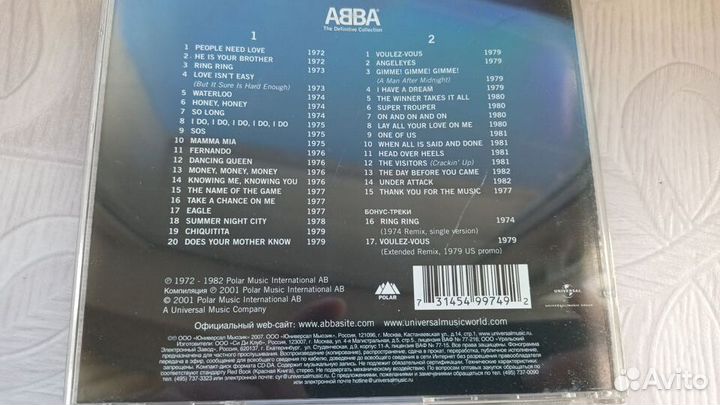 ABBA
The Definitive Collection
1
1 PEOPLE NEED LOVE 1972
2 HE IS YOUR BROTHER 1972
3 RING RING 1973
4 LOVE ISN'T EASY
(But It Sure Is Hard Enough) 1973
5 WATERLOO 1974
6 HONEY, HONEY 1974
7 SO LONG 1974
8 I DO, I DO, I DO, I DO, I DO 1975
9 SOS 1975
10 MAMMA MIA 1975
11 FERNANDO 1976
12 DANCING QUEEN 1976
13 MONEY, MONEY, MONEY 1976
14 KNOWING ME, KNOWING YOU 1976
15 THE NAME OF THE GAME 1977
16 TAKE A CHANCE ON ME 1977
17 EAGLE 1977
18 SUMMER NIGHT CITY 1978
19 CHIQUITITA 1979
20 DOES YOUR MOTHER KNOW 1979
2
1 VOULEZ-VOUS 1979
2 ANGELEYES 1979
3 GIMME! GIMME! GIMME!
(A Man After Midnight) 1979
4 I HAVE A DREAM 1979
5 THE WINNER TAKES IT ALL 1980
6 SUPER TROUPER 1980
7 ON AND ON AND ON 1980
8 LAY ALL YOUR LOVE ON ME 1980
9 ONE OF US 1981
10 WHEN ALL IS SAID AND DONE 1981
11 HEAD OVER HEELS 1981
12 THE VISITORS (Crackin' Up) 1981
13 THE DAY BEFORE YOU CAME 1982
14 UNDER ATTACK 1982
15 THANK YOU FOR THE MUSIC 1977
БОНУС-ТРЕКИ
16 RING RING 1974
(1974 Remix, single version)
17. VOULEZ-VOUS 1979
(Extended Remix, 1979 US promo)
℗ 1972 - 1982 Polar Music International AB
Компиляция ℗ 2001 Polar Music International AB
© 2001 Polar Music International AB
A Universal Music Company
POLAR
7 31454 99749 2
UNIVERSAL
Официальный web-сайт: www.abbasite.com www.universalmusicworld.com
Avito